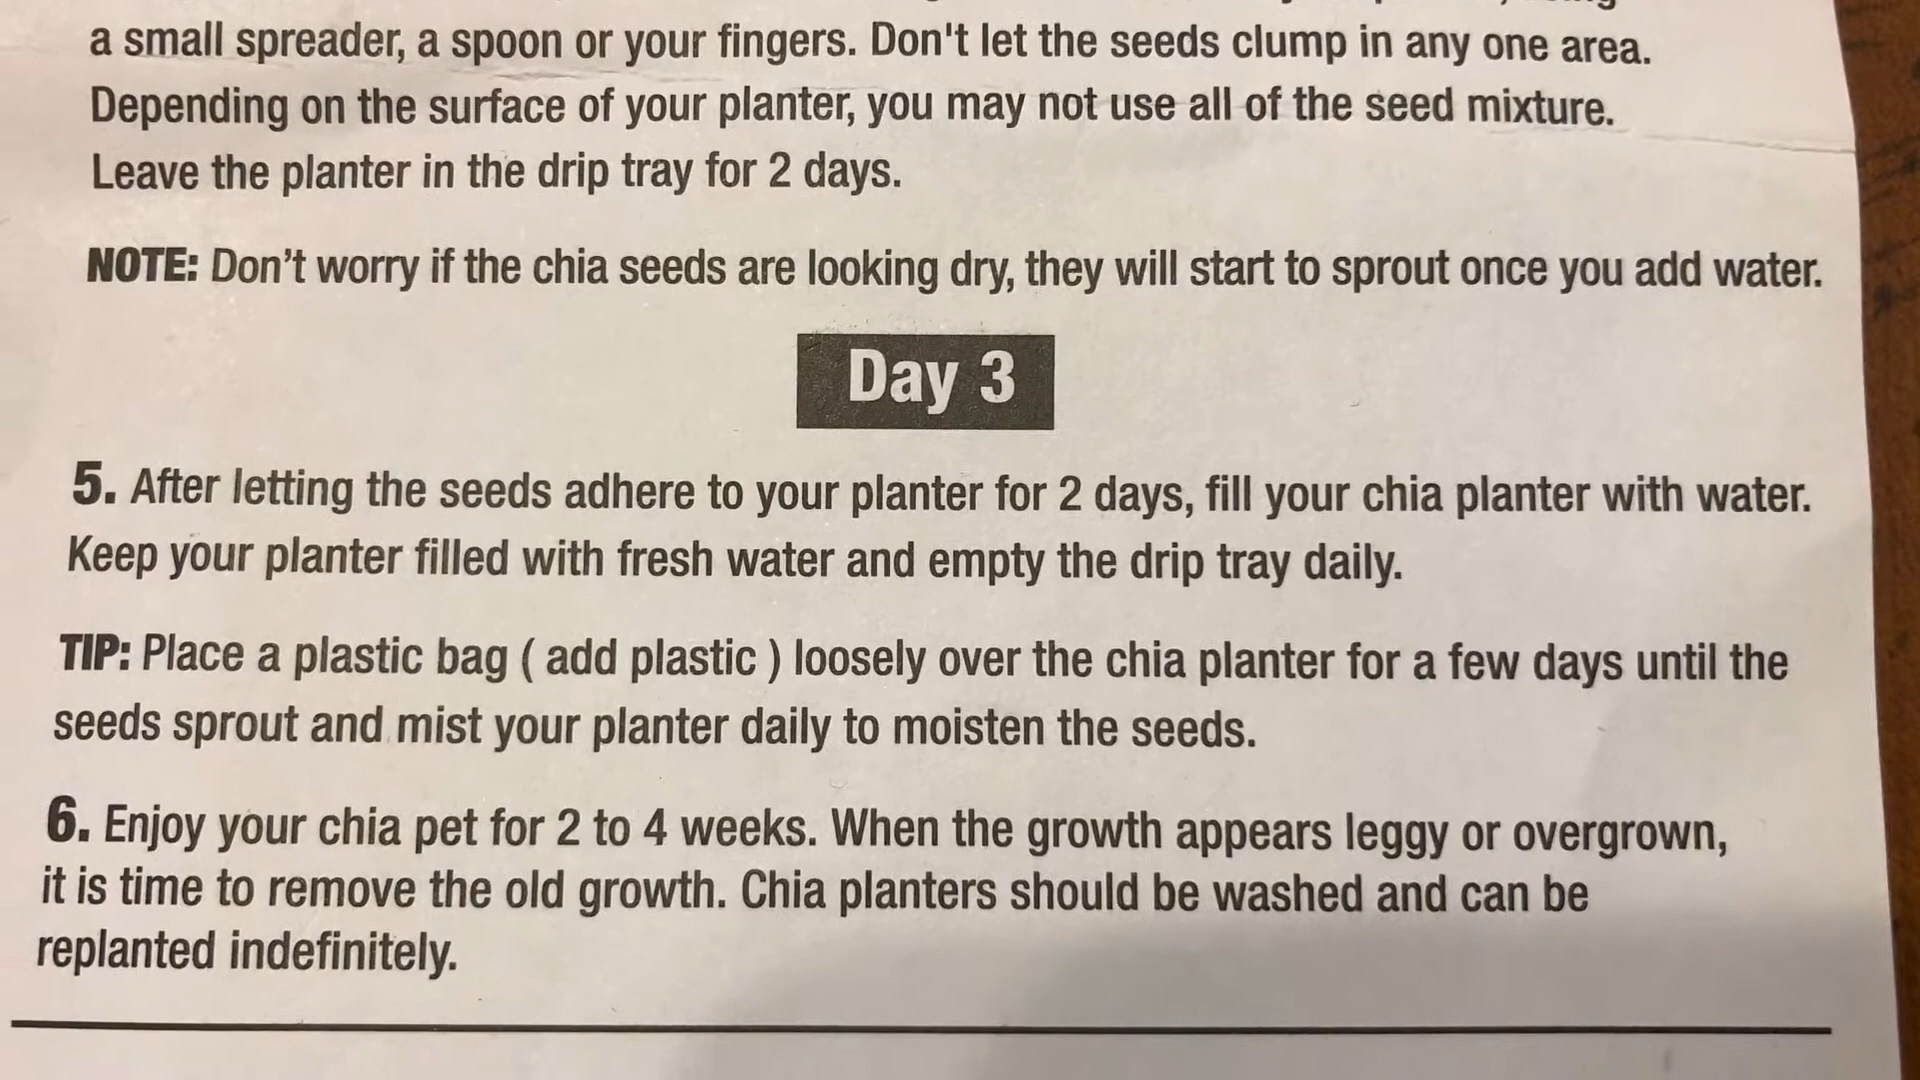 a small spreader, a spoon or your fingers. Don't let the seeds clump in any one area.
Depending on the surface of your planter, you may not use all of the seed mixture.
Leave the planter in the drip tray for 2 days.
NOTE: Don’t worry if the chia seeds are looking dry, they will start to sprout once you add water.
Day 3
5. After letting the seeds adhere to your planter for 2 days, fill your chia planter with water.
Keep your planter filled with fresh water and empty the drip tray daily.
TIP: Place a plastic bag ( add plastic ) loosely over the chia planter for a few days until the
seeds sprout and mist your planter daily to moisten the seeds.
6. Enjoy your chia pet for 2 to 4 weeks. When the growth appears leggy or overgrown,
it is time to remove the old growth. Chia planters should be washed and can be
replanted indefinitely.